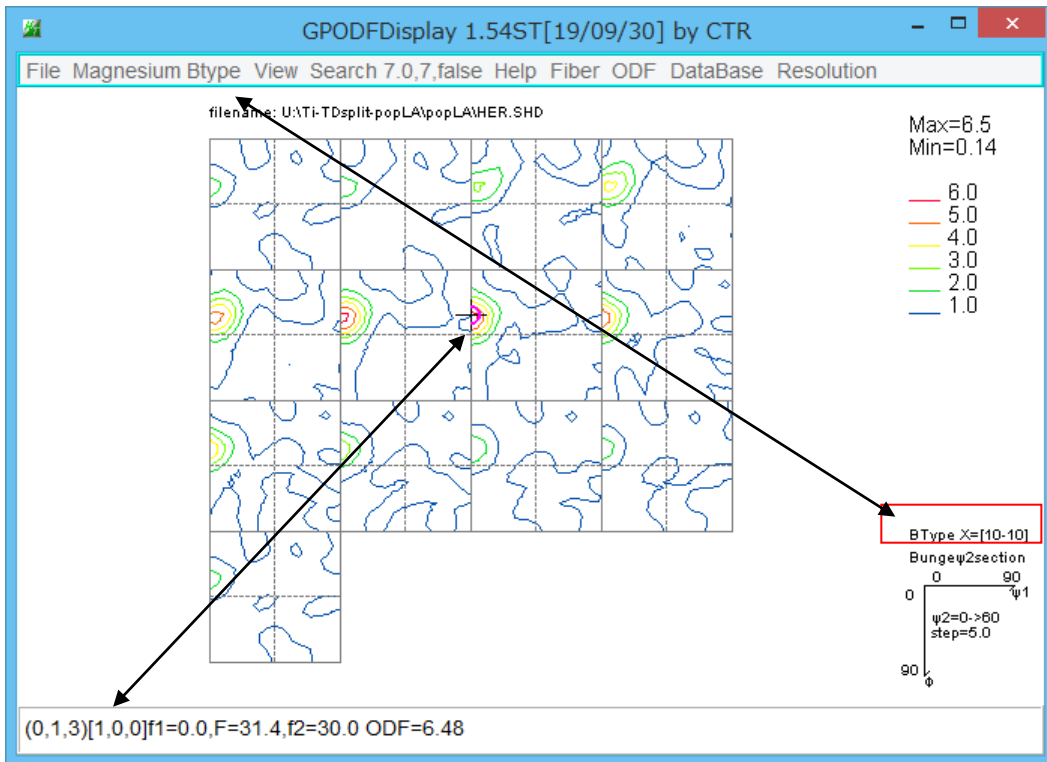 GPODFDisplay 1.54ST[19/09/30] by CTR
File Magnesium Btype View Search 7.0,7,false Help Fiber ODF DataBase Resolution
filename: U:\Ti-TDsplit-popLA\popLA\HER.SHD
Max=6.5
Min=0.14
6.0
5.0
4.0
3.0
2.0
1.0
BType X=[10-10]
Bungeψ2section
0 90
0 ψ1
ψ2=0->60
step=5.0
90
Φ
(0,1,3)[1,0,0]f1=0.0,F=31.4,f2=30.0 ODF=6.48